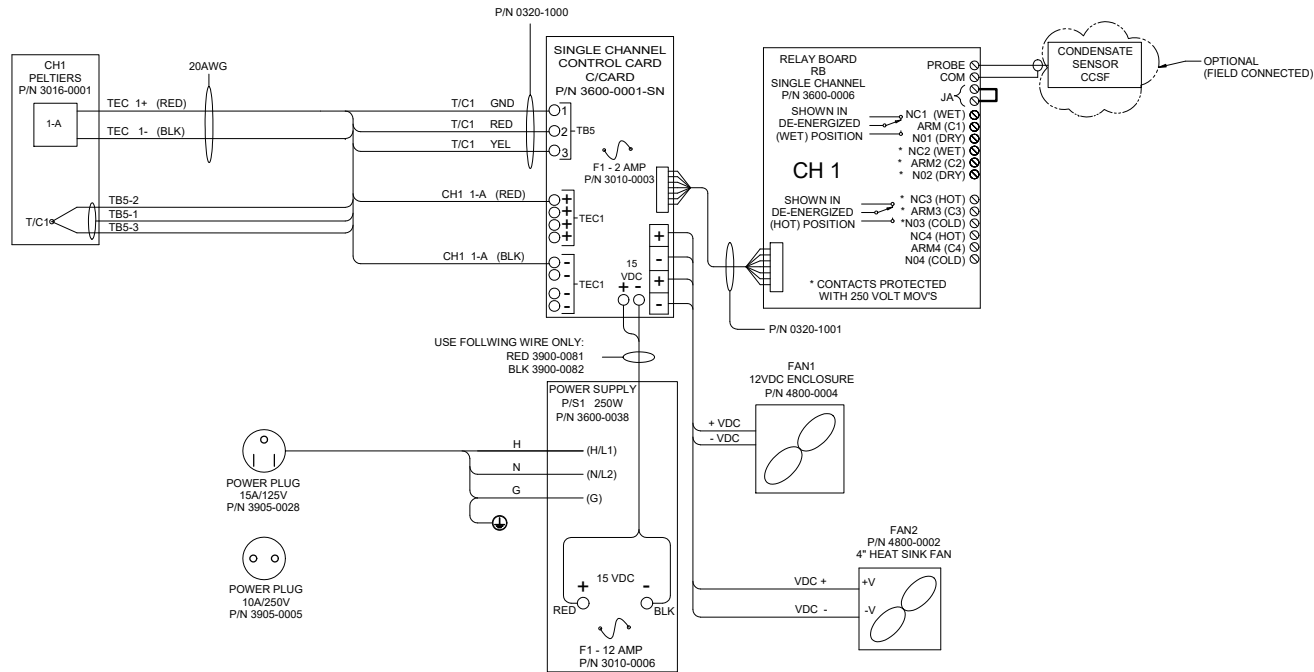 P/N 0320-1000
CH1
PELTIERS
P/N 3016-0001
1-A
20AWG
TEC 1+ (RED)
TEC 1- (BLK)
T/C1
TB5-2
TB5-1
TB5-3
T/C1 GND
T/C1 RED
T/C1 YEL
CH1 1-A (RED)
CH1 1-A (BLK)
SINGLE CHANNEL
CONTROL CARD
C/CARD
P/N 3600-0001-SN
1
2
3
TB5
F1 - 2 AMP
P/N 3010-0003
+
+
+
+
TEC1
-
-
-
-
TEC1
15
VDC
+ -
+
-
+
-
RELAY BOARD
RB
SINGLE CHANNEL
P/N 3600-0006
SHOWN IN
DE-ENERGIZED
(WET) POSITION
CH 1
SHOWN IN
DE-ENERGIZED
(HOT) POSITION
PROBE
COM
JA
NC1 (WET)
ARM (C1)
N01 (DRY)
* NC2 (WET)
* ARM2 (C2)
* N02 (DRY)
* NC3 (HOT)
* ARM3 (C3)
*N03 (COLD)
NC4 (HOT)
ARM4 (C4)
N04 (COLD)
* CONTACTS PROTECTED
WITH 250 VOLT MOV'S
CONDENSATE
SENSOR
CCSF
OPTIONAL
(FIELD CONNECTED)
P/N 0320-1001
USE FOLLWING WIRE ONLY:
RED 3900-0081
BLK 3900-0082
POWER SUPPLY
P/S1 250W
P/N 3600-0038
H
N
G
(H/L1)
(N/L2)
(G)
+ 15 VDC -
RED
BLK
F1 - 12 AMP
P/N 3010-0006
POWER PLUG
15A/125V
P/N 3905-0028
POWER PLUG
10A/250V
P/N 3905-0005
FAN1
12VDC ENCLOSURE
P/N 4800-0004
+ VDC
- VDC
FAN2
P/N 4800-0002
4" HEAT SINK FAN
VDC +
VDC -
+V
-V